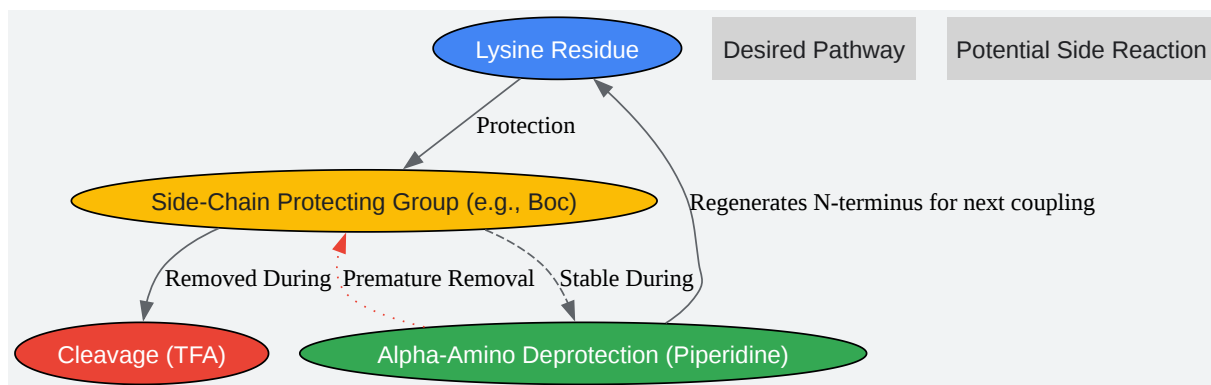 Lysine Residue
Desired Pathway
Potential Side Reaction
Protection
Side-Chain Protecting Group (e.g., Boc)
Regenerates N-terminus for next coupling
Removed During
Premature Removal
Stable During
Cleavage (TFA)
Alpha-Amino Deprotection (Piperidine)